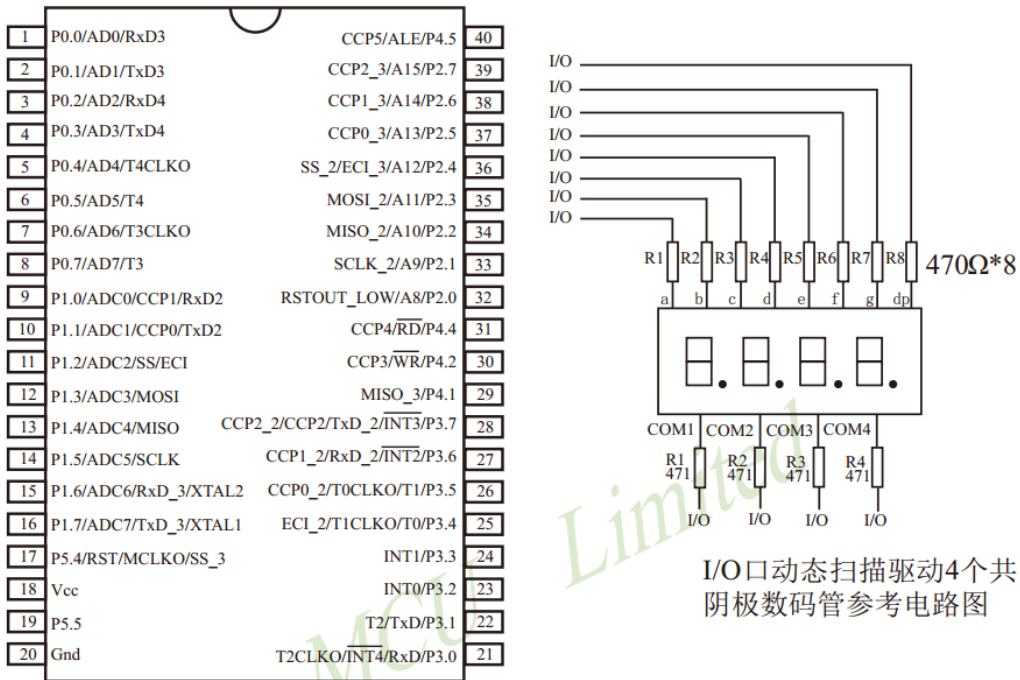 1 P0.0/AD0/RxD3 CCP5/ALE/P4.5 40
2 P0.1/AD1/TxD3 CCP2_3/A15/P2.7 39
3 P0.2/AD2/RxD4 CCP1_3/A14/P2.6 38
4 P0.3/AD3/TxD4 CCP0_3/A13/P2.5 37
5 P0.4/AD4/T4CLKO SS_2/ECI_3/A12/P2.4 36
6 P0.5/AD5/T4 MOSI_2/A11/P2.3 35
7 P0.6/AD6/T3CLKO MISO_2/A10/P2.2 34
8 P0.7/AD7/T3 SCLK_2/A9/P2.1 33
9 P1.0/ADC0/CCP1/RxD2 RSTOUT_LOW/A8/P2.0 32
10 P1.1/ADC1/CCP0/TxD2 CCP4/RD/P4.4 31
11 P1.2/ADC2/SS/ECI CCP3/WR/P4.2 30
12 P1.3/ADC3/MOSI MISO_3/P4.1 29
13 P1.4/ADC4/MISO CCP2_2/CCP2/TxD_2/INT3/P3.7 28
14 P1.5/ADC5/SCLK CCP1_2/RxD_2/INT2/P3.6 27
15 P1.6/ADC6/RxD_3/XTAL2 CCP0_2/T0CLKO/T1/P3.5 26
16 P1.7/ADC7/TxD_3/XTAL1 ECI_2/T1CLKO/T0/P3.4 25
17 P5.4/RST/MCLKO/SS_3 INT1/P3.3 24
18 Vcc INT0/P3.2 23
19 P5.5 T2/TxD/P3.1 22
20 Gnd T2CLKO/INT4/RxD/P3.0 21
I/O
I/O
I/O
I/O
I/O
I/O
I/O
I/O
R1 R2 R3 R4 R5 R6 R7 R8 470Ω*8
a b c d e f g dp
COM1 COM2 COM3 COM4
R1 R2 R3 R4
471 471 471 471
I/O I/O I/O I/O
I/O口动态扫描驱动4个共
阴极数码管参考电路图
MCU Limited